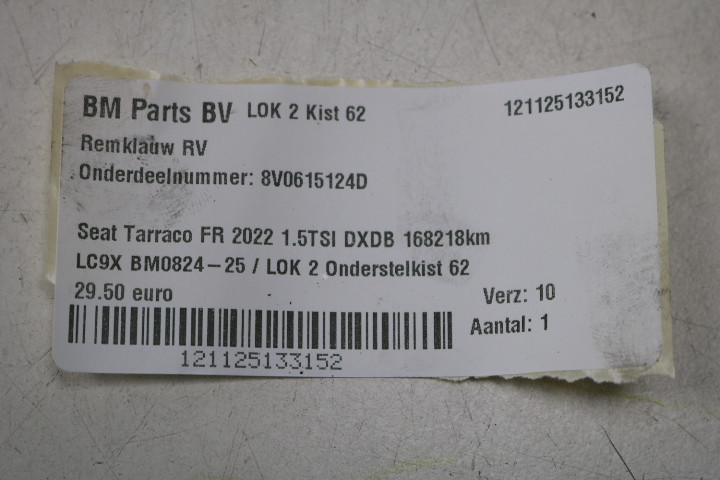 BM Parts BV LOK 2 Kist 62 121125133152
Remklauw RV
Onderdeelnummer: 8V0615124D
Seat Tarraco FR 2022 1.5TSI DXDB 168218km
LC9X BM0824-25 / LOK 2 Onderstelkist 62
29.50 euro Verz: 10
Aantal: 1
121125133152